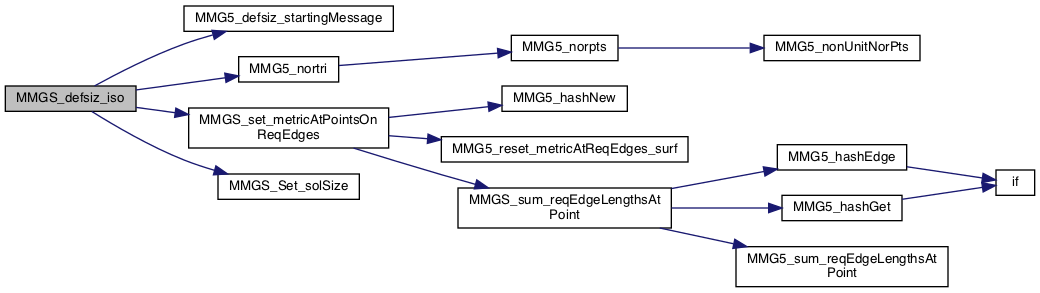 MMG5_defsiz_startingMessage
MMG5_norpts
MMG5_nonUnitNorPts
MMG5_nortri
MMGS_defsiz_iso
MMG5_hashNew
MMGS_set_metricAtPointsOn
ReqEdges
MMG5_reset_metricAtReqEdges_surf
MMG5_hashEdge
if
MMGS_Set_solSize
MMGS_sum_reqEdgeLengthsAt
Point
MMG5_hashGet
MMG5_sum_reqEdgeLengthsAt
Point